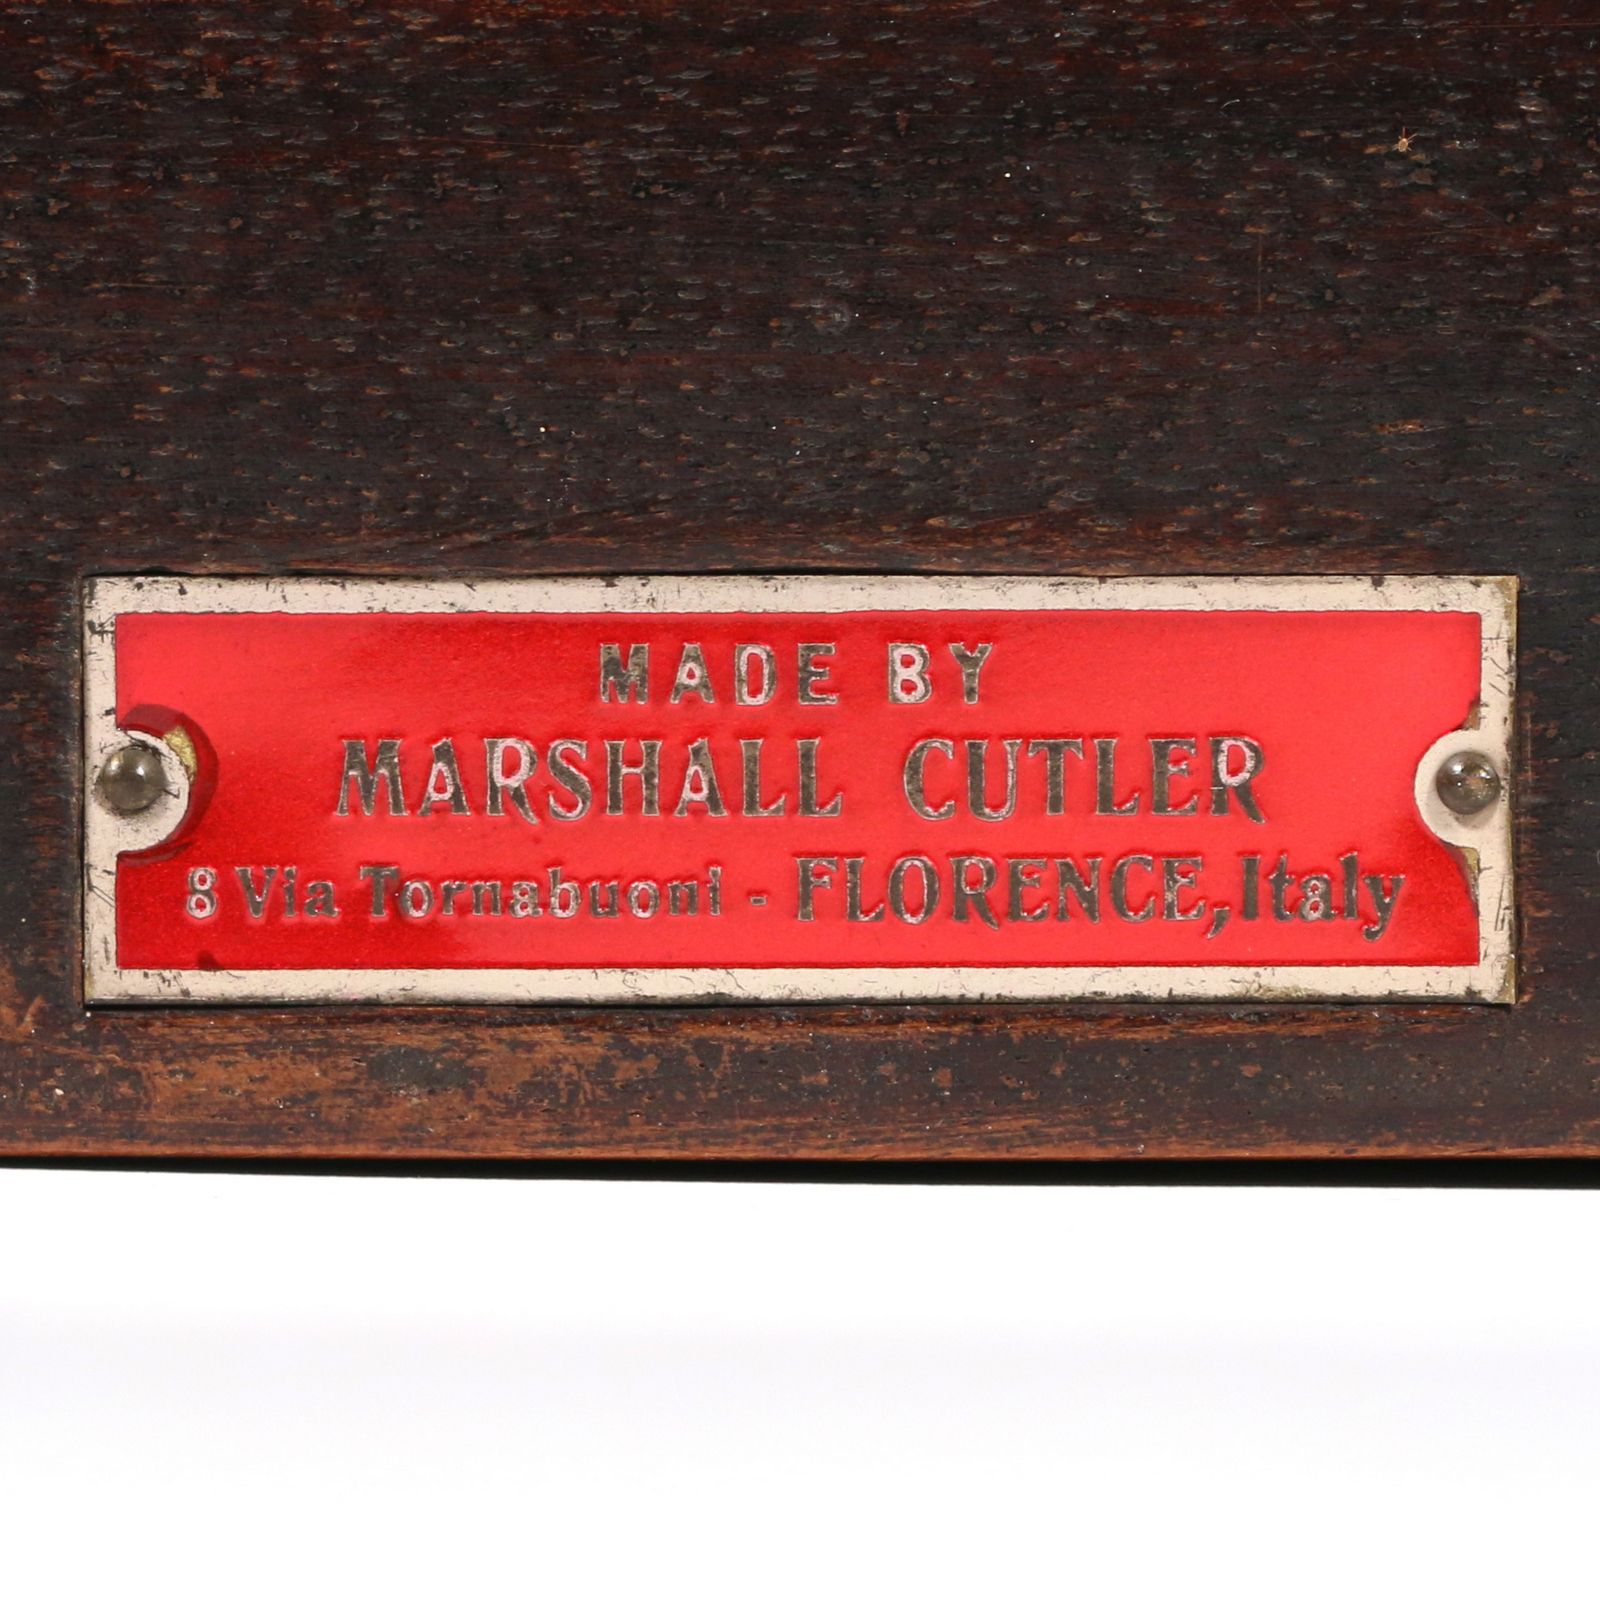 MADE BY
MARSHALL CUTLER
8 Via Tornabuoni - FLORENCE, Italy